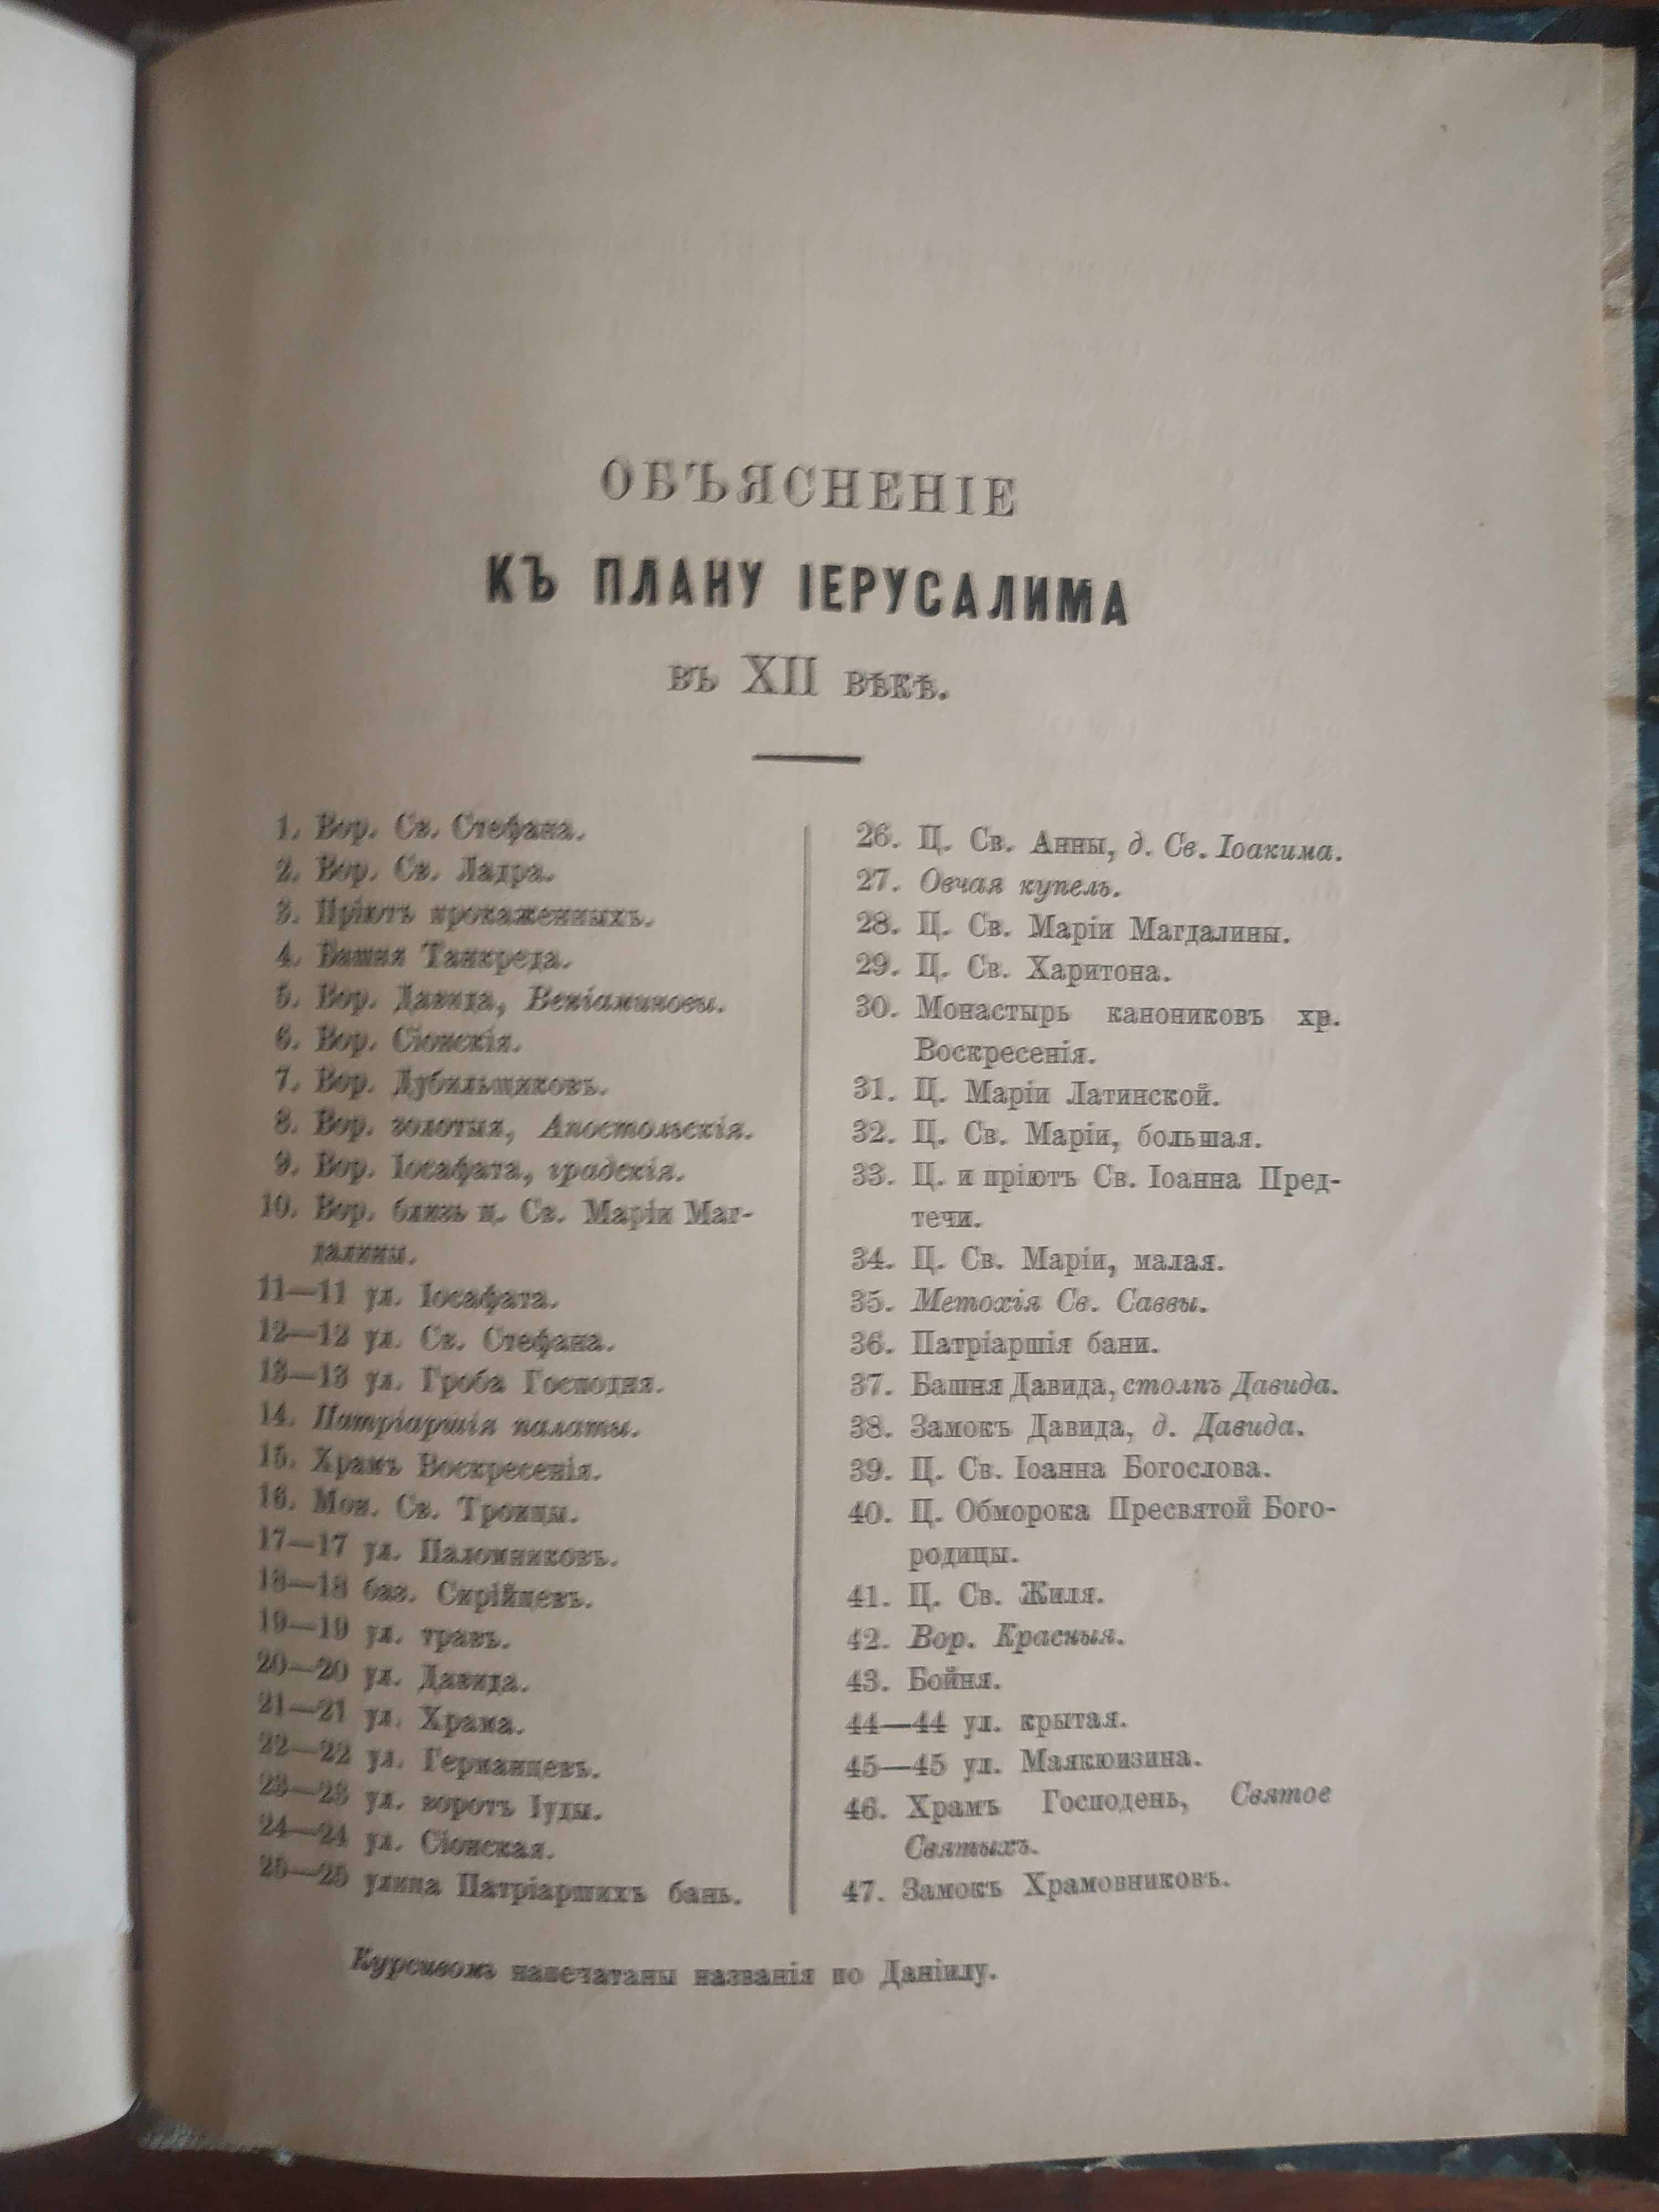 ОБЪЯСНЕНІЕ
КЪ ПЛАНУ ІЕРУСАЛИМА
въ XII вѣкѣ.
1. Вор. Св. Стефана.
2. Вор. Св. Ладра.
3. Пріютъ прокаженныхъ.
4. Башня Танкреда.
5. Вор. Давида, Веніаминовы.
6. Вор. Сіонскія.
7. Вор. Дубильщиковъ.
8. Вор. золотыя, Апостольскія.
9. Вор. Іосафата, градскія.
10. Вор. близь ц. Св. Маріи Маг-
далины.
11—11 ул. Іосафата.
12—12 ул. Св. Стефана.
13—13 ул. Гроба Господня.
14. Патріаршія палаты.
15. Храмъ Воскресенія.
16. Мон. Св. Троицы.
17—17 ул. Паломниковъ.
18—18 баз. Сирійцевъ.
19—19 ул. травъ.
20—20 ул. Давида.
21—21 ул. Храма.
22—22 ул. Германцевъ.
23—23 ул. воротъ Іуды.
24—24 ул. Сіонская.
25—25 улица Патріаршихъ бань.
26. Ц. Св. Анны, д. Св. Іоакима.
27. Овчая купель.
28. Ц. Св. Маріи Магдалины.
29. Ц. Св. Харитона.
30. Монастырь канониковъ хр.
Воскресенія.
31. Ц. Маріи Латинской.
32. Ц. Св. Маріи, большая.
33. Ц. и пріютъ Св. Іоанна Пред-
течи.
34. Ц. Св. Маріи, малая.
35. Метохія Св. Саввы.
36. Патріаршія бани.
37. Башня Давида, столпъ Давида.
38. Замокъ Давида, д. Давида.
39. Ц. Св. Іоанна Богослова.
40. Ц. Обморока Пресвятой Бого-
родицы.
41. Ц. Св. Жиля.
42. Вор. Красныя.
43. Бойня.
44—44 ул. крытая.
45—45 ул. Маякюизина.
46. Храмъ Господень, Святое
Святыхъ.
47. Замокъ Храмовниковъ.
Курсивомъ напечатаны названія по Даніилу.